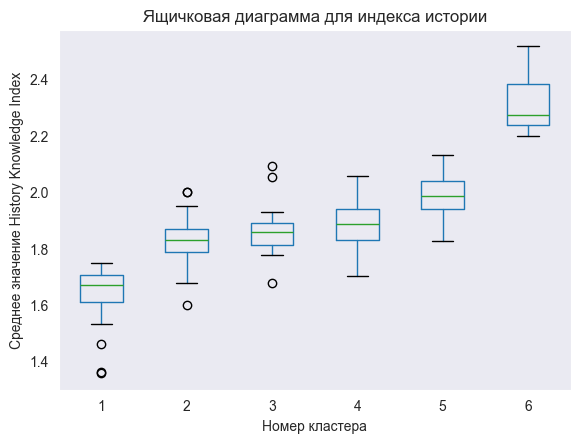 Ящичковая диаграмма для индекса истории
Среднее значение History Knowledge Index
2.4
2.2
2.0
1.8
1.6
1.4
1 2 3 4 5 6
Номер кластера